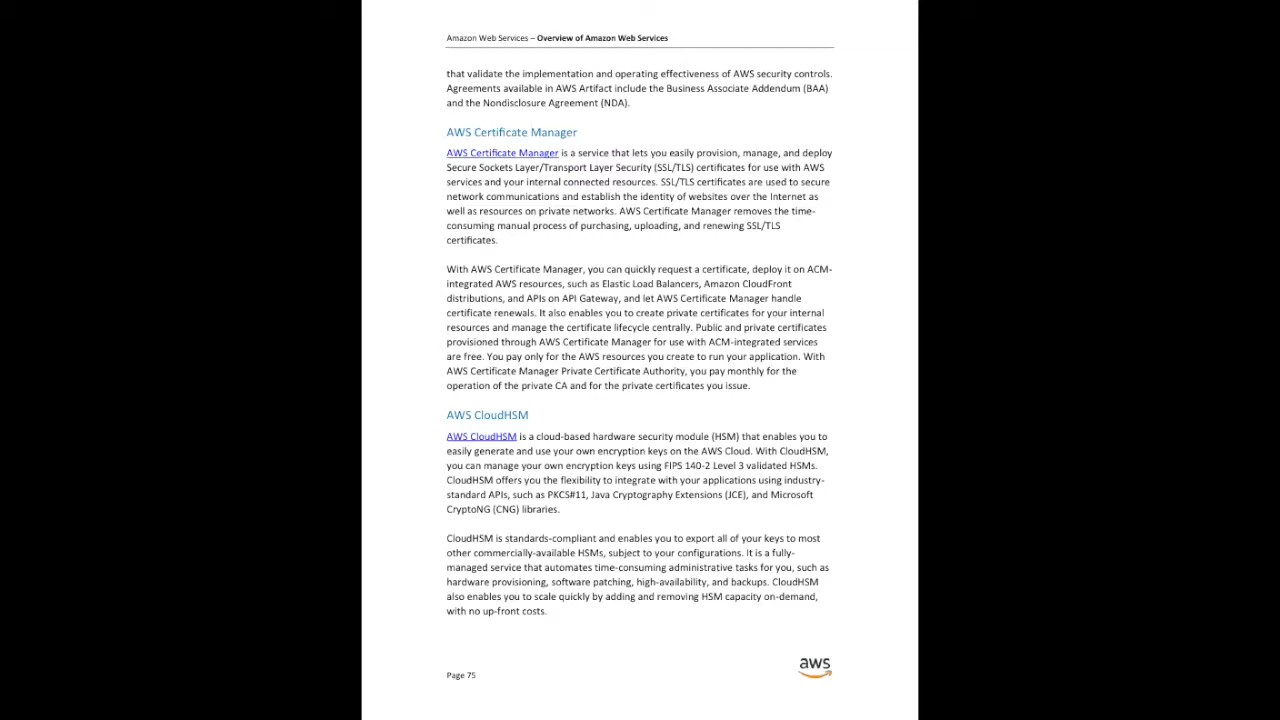 Amazon Web Services – Overview of Amazon Web Services
that validate the implementation and operating effectiveness of AWS security controls.
Agreements available in AWS Artifact include the Business Associate Addendum (BAA)
and the Nondisclosure Agreement (NDA).
AWS Certificate Manager
AWS Certificate Manager is a service that lets you easily provision, manage, and deploy
Secure Sockets Layer/Transport Layer Security (SSL/TLS) certificates for use with AWS
services and your internal connected resources. SSL/TLS certificates are used to secure
network communications and establish the identity of websites over the Internet as
well as resources on private networks. AWS Certificate Manager removes the time-
consuming manual process of purchasing, uploading, and renewing SSL/TLS
certificates.
With AWS Certificate Manager, you can quickly request a certificate, deploy it on ACM-
integrated AWS resources, such as Elastic Load Balancers, Amazon CloudFront
distributions, and APIs on API Gateway, and let AWS Certificate Manager handle
certificate renewals. It also enables you to create private certificates for your internal
resources and manage the certificate lifecycle centrally. Public and private certificates
provisioned through AWS Certificate Manager for use with ACM-integrated services
are free. You pay only for the AWS resources you create to run your application. With
AWS Certificate Manager Private Certificate Authority, you pay monthly for the
operation of the private CA and for the private certificates you issue.
AWS CloudHSM
AWS CloudHSM is a cloud-based hardware security module (HSM) that enables you to
easily generate and use your own encryption keys on the AWS Cloud. With CloudHSM,
you can manage your own encryption keys using FIPS 140-2 Level 3 validated HSMs.
CloudHSM offers you the flexibility to integrate with your applications using industry-
standard APIs, such as PKCS#11, Java Cryptography Extensions (JCE), and Microsoft
CryptoNG (CNG) libraries.
CloudHSM is standards-compliant and enables you to export all of your keys to most
other commercially-available HSMs, subject to your configurations. It is a fully-
managed service that automates time-consuming administrative tasks for you, such as
hardware provisioning, software patching, high-availability, and backups. CloudHSM
also enables you to scale quickly by adding and removing HSM capacity on-demand,
with no up-front costs.
aws
Page 75